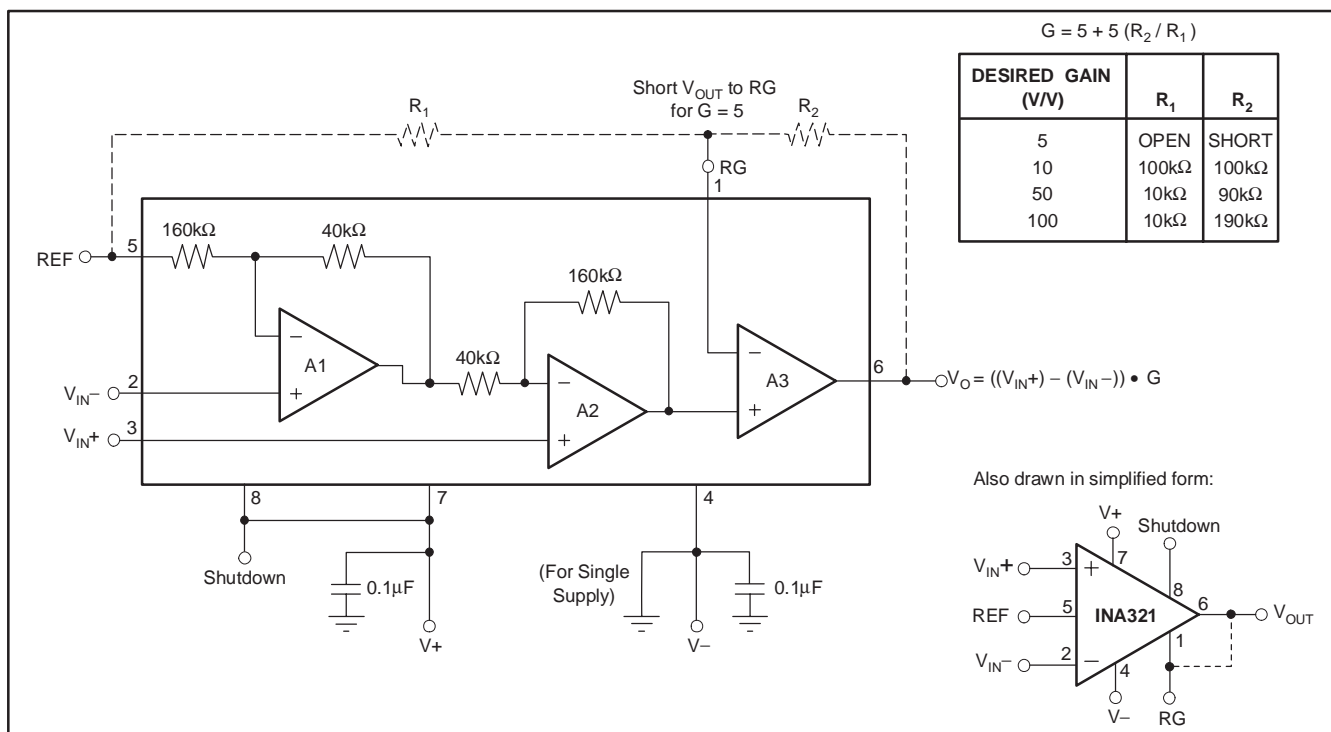 G = 5 + 5 (R2 / R1)
DESIRED GAIN (V/V) R1 R2
5 OPEN SHORT
10 100kΩ 100kΩ
50 10kΩ 90kΩ
100 10kΩ 190kΩ
Short VOUT to RG
for G = 5
R1
R2
RG
1
160kΩ
40kΩ
REF
5
160kΩ
−
A1
+
40kΩ
−
A2
+
−
A3
+
6
VO = ((VIN+) − (VIN−)) • G
VIN−
2
VIN+
3
8
7
4
Shutdown
0.1µF
V+
(For Single
Supply)
0.1µF
V−
Also drawn in simplified form:
V+
Shutdown
7
VIN+
3
+
8
REF
5
INA321
6
VOUT
VIN−
2
−
1
4
V−
RG